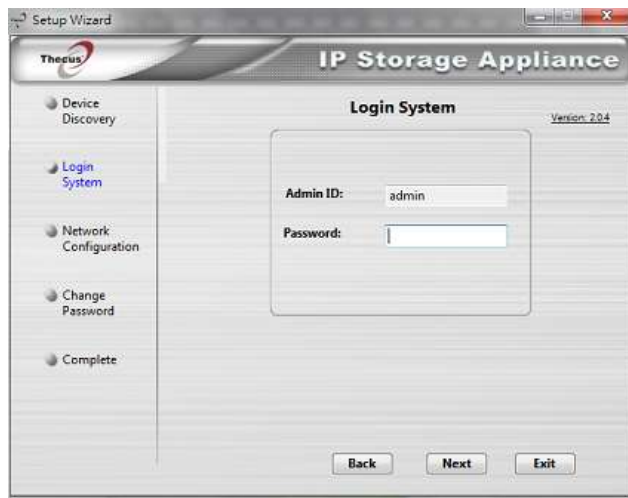 Setup Wizard
Thecus
IP Storage Appliance
Device
Discovery
Login
System
Network
Configuration
Change
Password
Complete
Login System
Version: 2.0.4
Admin ID:
admin
Password:
Back
Next
Exit